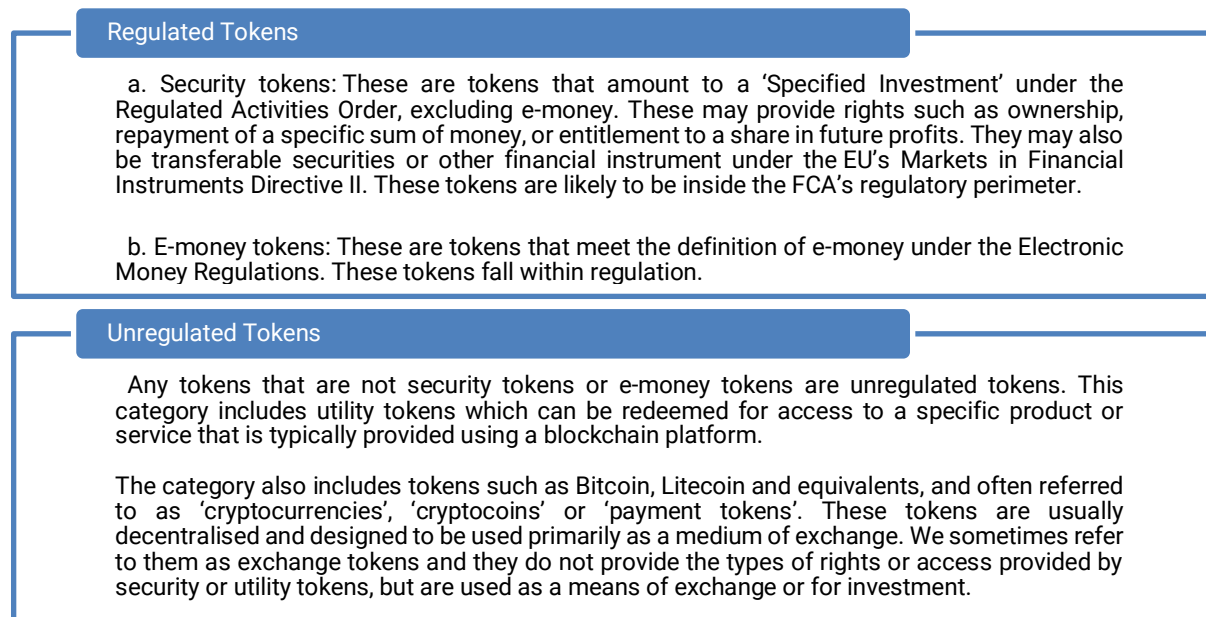 Regulated Tokens
a. Security tokens: These are tokens that amount to a ‘Specified Investment’ under the
Regulated Activities Order, excluding e-money. These may provide rights such as ownership,
repayment of a specific sum of money, or entitlement to a share in future profits. They may also
be transferable securities or other financial instrument under the EU’s Markets in Financial
Instruments Directive II. These tokens are likely to be inside the FCA’s regulatory perimeter.
b. E-money tokens: These are tokens that meet the definition of e-money under the Electronic
Money Regulations. These tokens fall within regulation.
Unregulated Tokens
Any tokens that are not security tokens or e-money tokens are unregulated tokens. This
category includes utility tokens which can be redeemed for access to a specific product or
service that is typically provided using a blockchain platform.
The category also includes tokens such as Bitcoin, Litecoin and equivalents, and often referred
to as ‘cryptocurrencies’, ‘cryptocoins’ or ‘payment tokens’. These tokens are usually
decentralised and designed to be used primarily as a medium of exchange. We sometimes refer
to them as exchange tokens and they do not provide the types of rights or access provided by
security or utility tokens, but are used as a means of exchange or for investment.